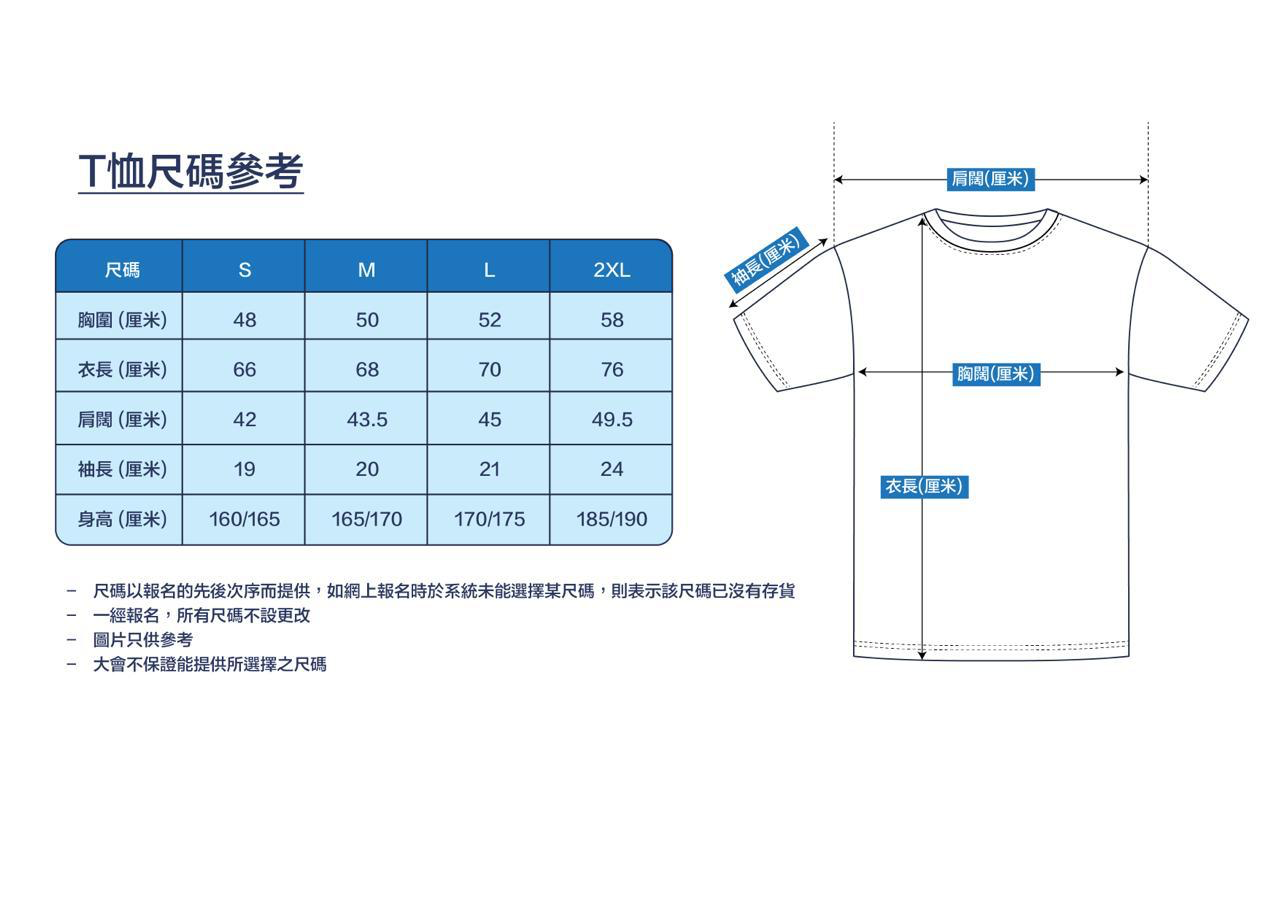 T恤尺碼參考
尺碼 S M L 2XL
胸圍 (厘米) 48 50 52 58
衣長 (厘米) 66 68 70 76
肩闊 (厘米) 42 43.5 45 49.5
袖長 (厘米) 19 20 21 24
身高 (厘米) 160/165 165/170 170/175 185/190
– 尺碼以報名的先後次序而提供，如網上報名時於系統未能選擇某尺碼，則表示該尺碼已沒有存貨
– 一經報名，所有尺碼不設更改
– 圖片只供參考
– 大會不保證能提供所選擇之尺碼
肩闊(厘米)
袖長(厘米)
胸闊(厘米)
衣長(厘米)